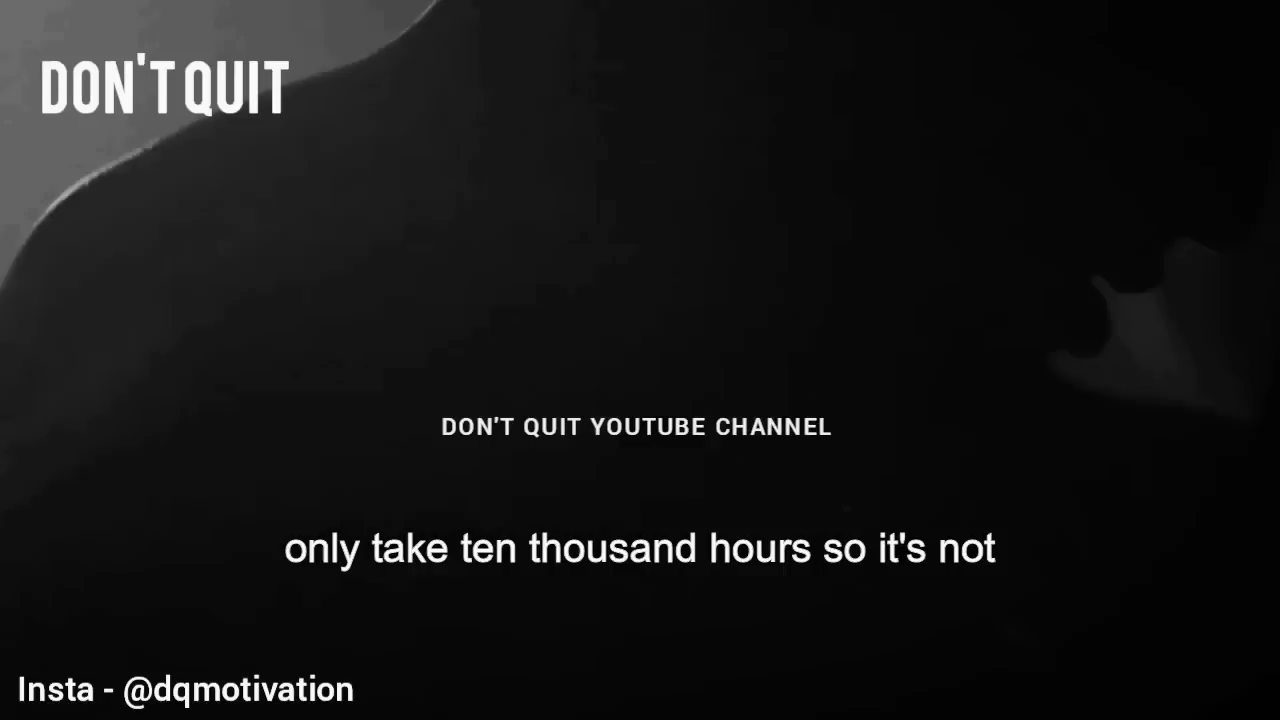 DON'T QUIT
DON'T QUIT YOUTUBE CHANNEL
only take ten thousand hours so it's not
Insta - @dqmotivation